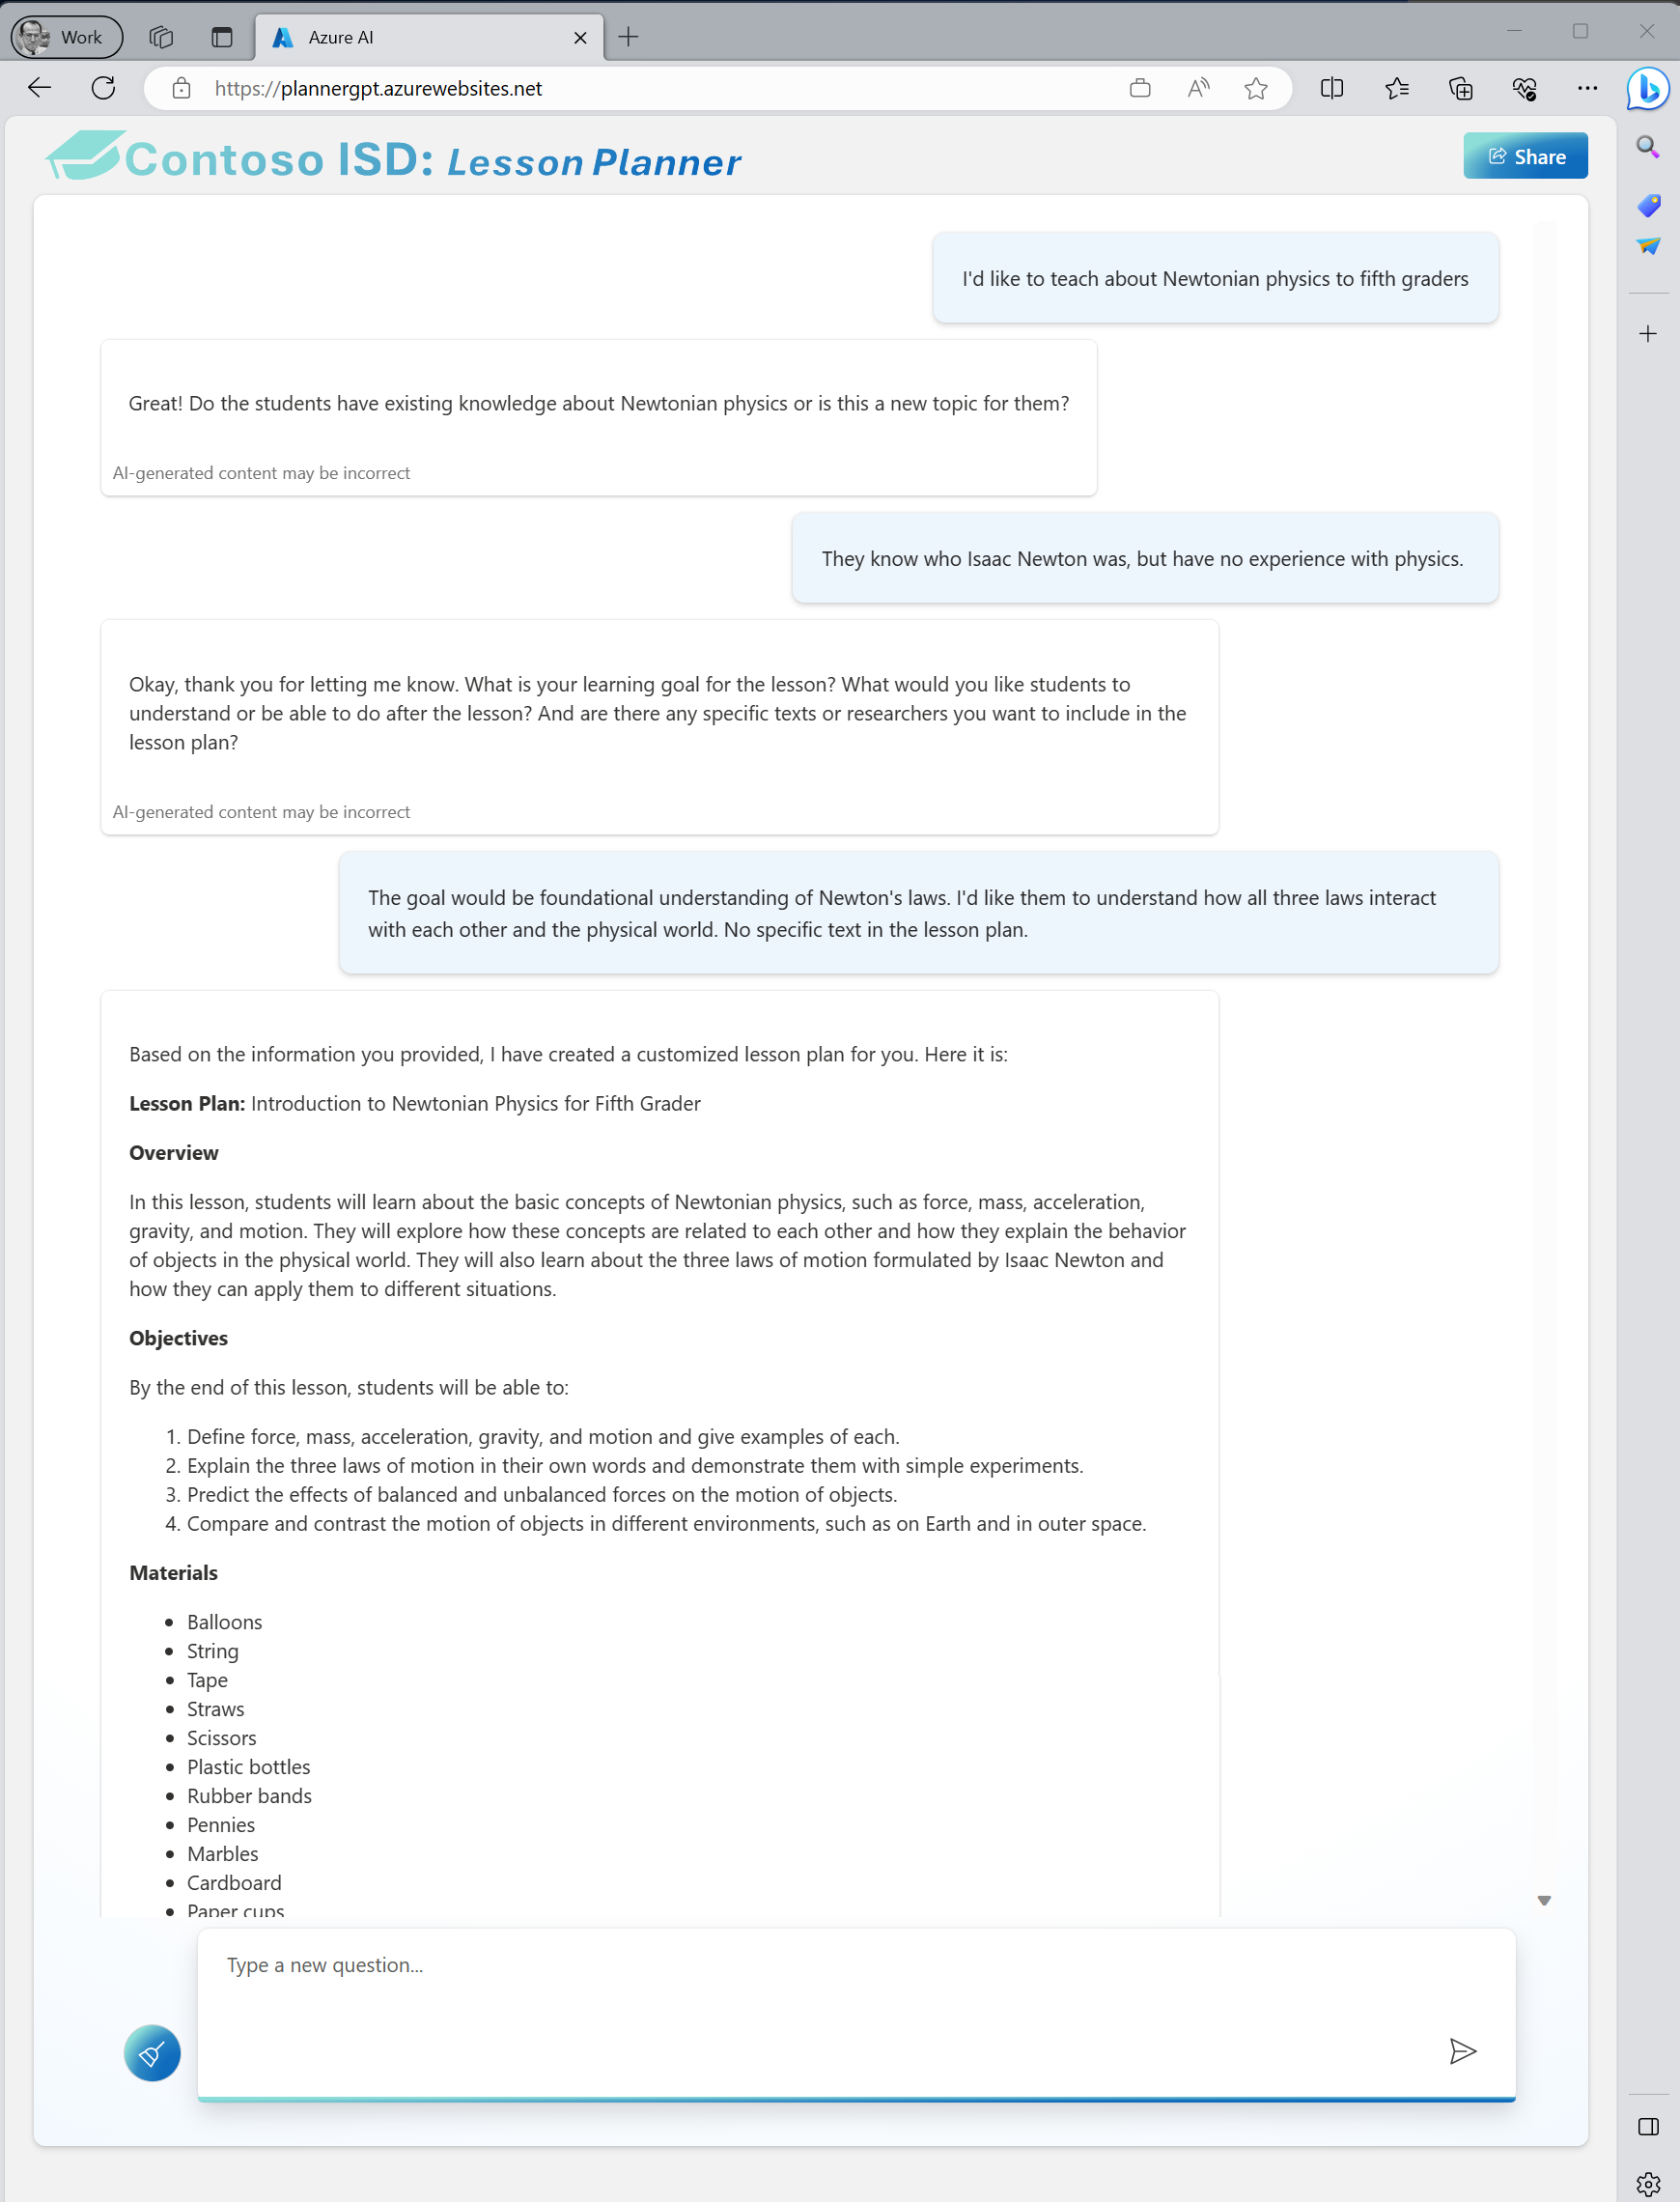 Work
Azure AI
https://plannergpt.azurewebsites.net
Contoso ISD: Lesson Planner
Share
I'd like to teach about Newtonian physics to fifth graders
Great! Do the students have existing knowledge about Newtonian physics or is this a new topic for them?
AI-generated content may be incorrect
They know who Isaac Newton was, but have no experience with physics.
Okay, thank you for letting me know. What is your learning goal for the lesson? What would you like students to
understand or be able to do after the lesson? And are there any specific texts or researchers you want to include in the
lesson plan?
AI-generated content may be incorrect
The goal would be foundational understanding of Newton's laws. I'd like them to understand how all three laws interact
with each other and the physical world. No specific text in the lesson plan.
Based on the information you provided, I have created a customized lesson plan for you. Here it is:
Lesson Plan: Introduction to Newtonian Physics for Fifth Grader
Overview
In this lesson, students will learn about the basic concepts of Newtonian physics, such as force, mass, acceleration,
gravity, and motion. They will explore how these concepts are related to each other and how they explain the behavior
of objects in the physical world. They will also learn about the three laws of motion formulated by Isaac Newton and
how they can apply them to different situations.
Objectives
By the end of this lesson, students will be able to:
1. Define force, mass, acceleration, gravity, and motion and give examples of each.
2. Explain the three laws of motion in their own words and demonstrate them with simple experiments.
3. Predict the effects of balanced and unbalanced forces on the motion of objects.
4. Compare and contrast the motion of objects in different environments, such as on Earth and in outer space.
Materials
• Balloons
• String
• Tape
• Straws
• Scissors
• Plastic bottles
• Rubber bands
• Pennies
• Marbles
• Cardboard
• Paper cups
Type a new question...